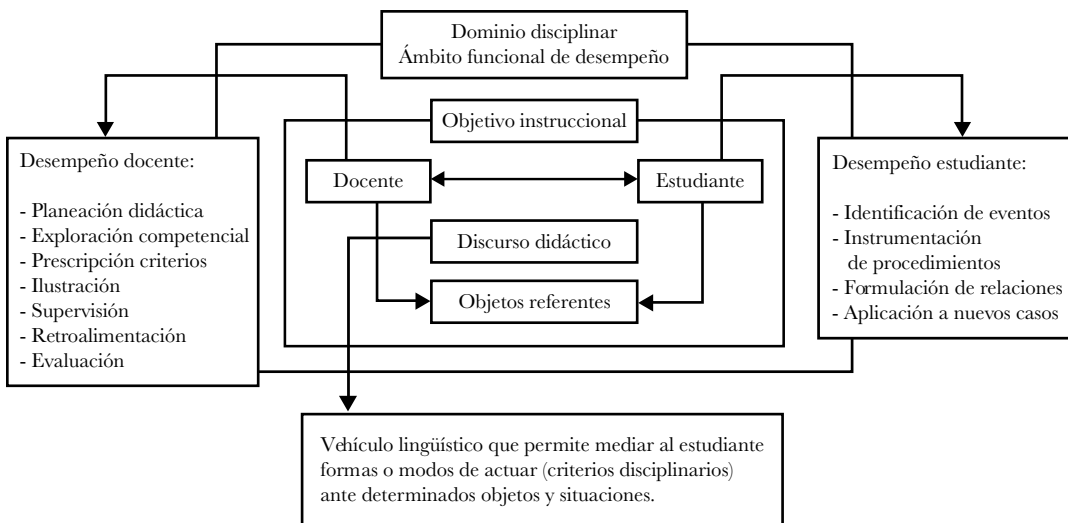 Dominio disciplinar
Ámbito funcional de desempeño
Objetivo instruccional
Desempeño docente:
- Planeación didáctica
- Exploración competencial
- Prescripción criterios
- Ilustración
- Supervisión
- Retroalimentación
- Evaluación
Docente
Estudiante
Discurso didáctico
Objetos referentes
Desempeño estudiante:
- Identificación de eventos
- Instrumentación
de procedimientos
- Formulación de relaciones
- Aplicación a nuevos casos
Vehículo lingüístico que permite mediar al estudiante
formas o modos de actuar (criterios disciplinarios)
ante determinados objetos y situaciones.